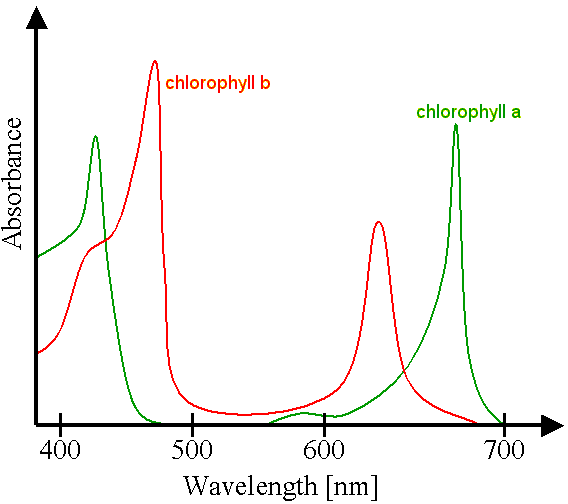 chlorophyll b
chlorophyll a
Absorbance
400 500 600 700
Wavelength [nm]